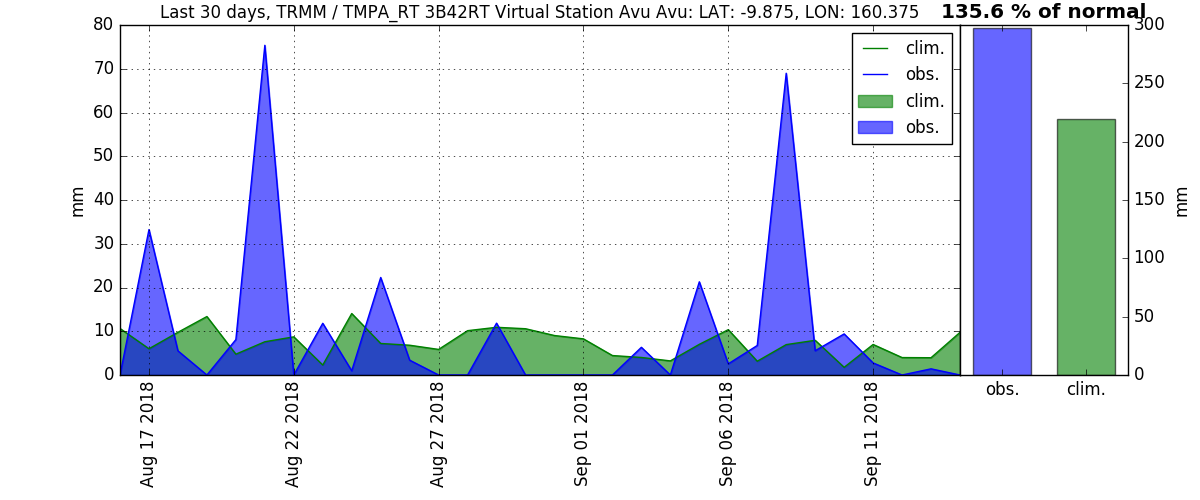 Last 30 days, TRMM / TMPA_RT 3B42RT Virtual Station Avu Avu: LAT: -9.875, LON: 160.375
135.6 % of normal
80
70
60
50
40
30
20
10
0
mm
clim.
obs.
clim.
obs.
Aug 17 2018
Aug 22 2018
Aug 27 2018
Sep 01 2018
Sep 06 2018
Sep 11 2018
300
250
200
150
100
50
0
mm
obs.
clim.